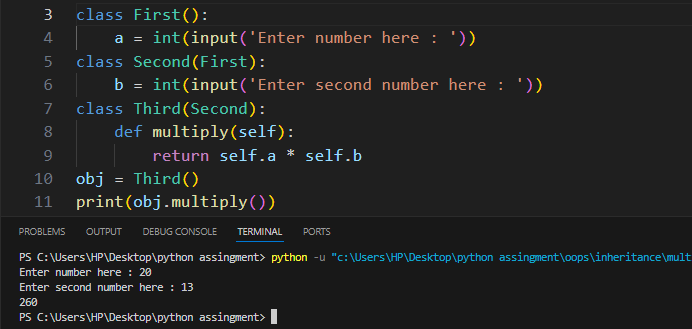 3 class First():
4     a = int(input('Enter number here : '))
5 class Second(First):
6     b = int(input('Enter second number here : '))
7 class Third(Second):
8     def multiply(self):
9         return self.a * self.b
10 obj = Third()
11 print(obj.multiply())
PROBLEMS OUTPUT DEBUG CONSOLE TERMINAL PORTS
PS C:\Users\HP\Desktop\python assingment> python -u "c:\Users\HP\Desktop\python assingment\oops\inheritance\mult
Enter number here : 20
Enter second number here : 13
260
PS C:\Users\HP\Desktop\python assingment>